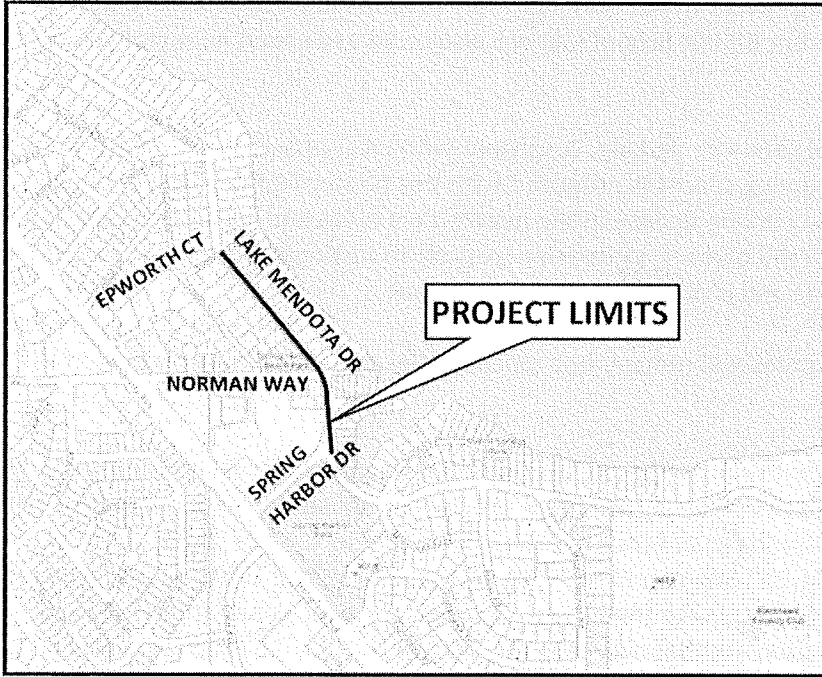 EPWORTH CT
LAKE MENDOTA DR
PROJECT LIMITS
NORMAN WAY
SPRING
HARBOR DR